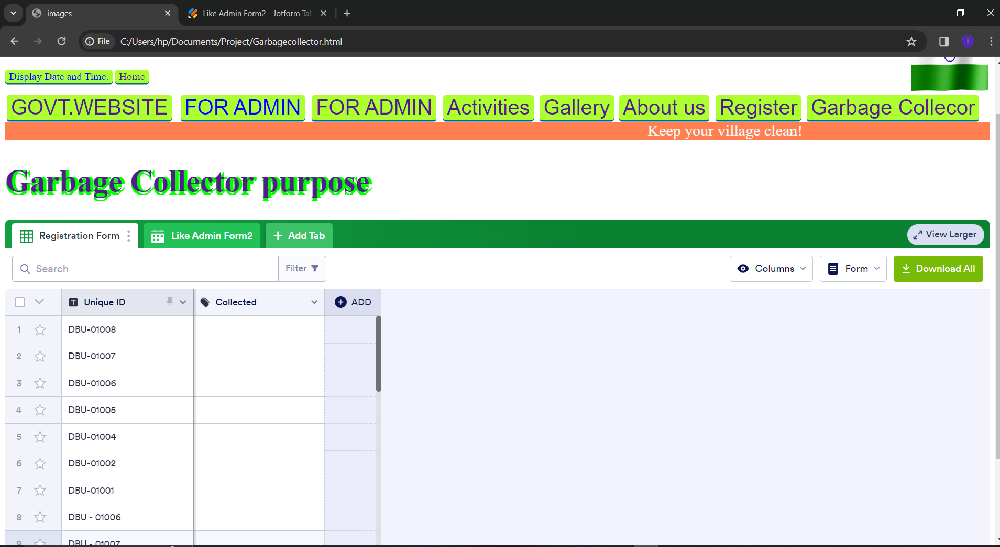 images
Like Admin Form2 - Jotform Tab
File C:/Users/hp/Documents/Project/Garbagecollector.html
I
Display Date and Time. Home
GOVT.WEBSITE FOR ADMIN FOR ADMIN Activities Gallery About us Register Garbage Collecor
Keep your village clean!
Garbage Collector purpose
Registration Form Like Admin Form2 + Add Tab View Larger
Search Filter Columns Form Download All
T Unique ID Collected ADD
1 DBU-01008
2 DBU-01007
3 DBU-01006
4 DBU-01005
5 DBU-01004
6 DBU-01002
7 DBU-01001
8 DBU - 01006
9 DBU - 01007